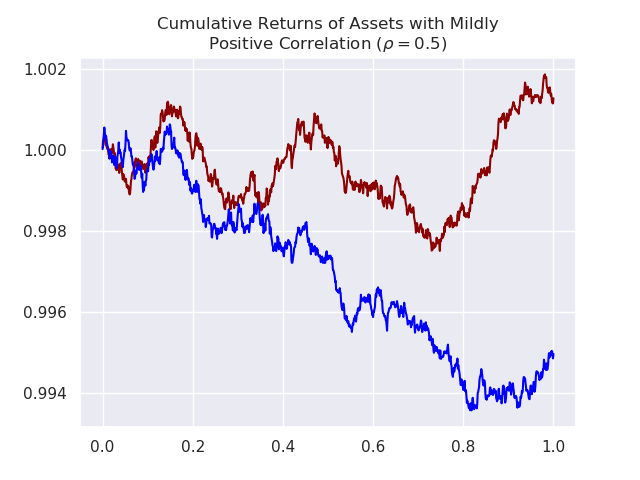 Cumulative Returns of Assets with Mildly
Positive Correlation (ρ = 0.5)
1.002
1.000
0.998
0.996
0.994
0.0 0.2 0.4 0.6 0.8 1.0